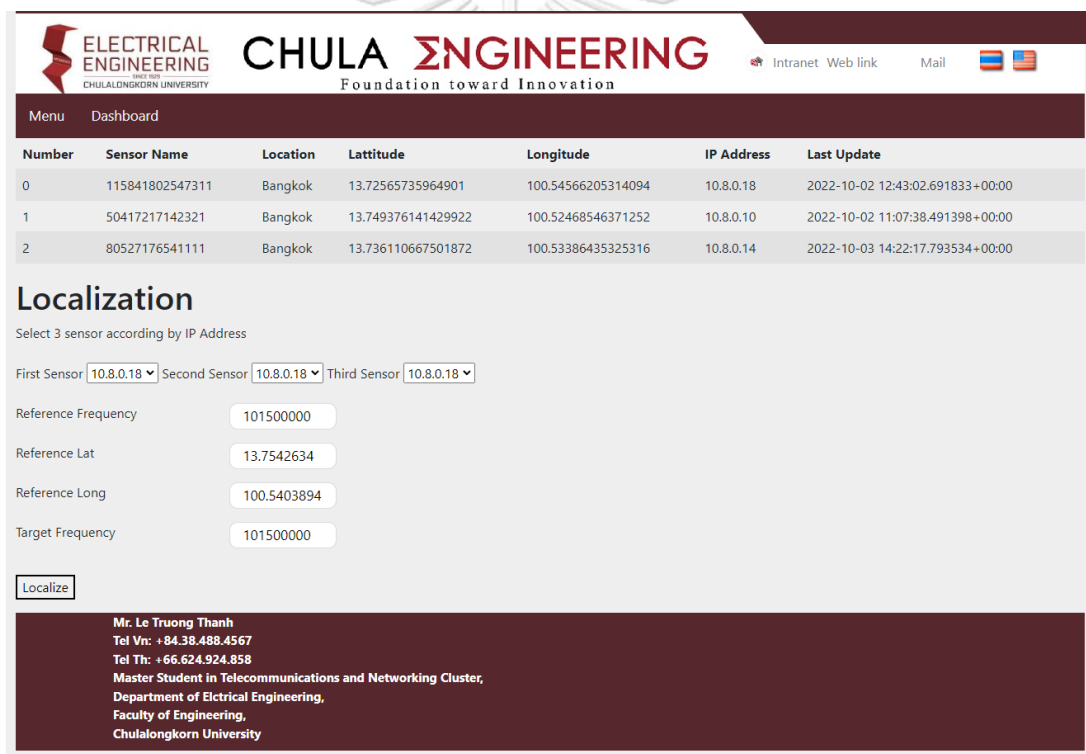 ELECTRICAL
ENGINEERING
SINCE 1929
CHULALONGKORN UNIVERSITY
CHULA ΣNGINEERING
Foundation toward Innovation
Intranet Web link Mail
Menu Dashboard
Number Sensor Name Location Lattitude Longitude IP Address Last Update
0 115841802547311 Bangkok 13.72565735964901 100.54566205314094 10.8.0.18 2022-10-02 12:43:02.691833+00:00
1 50417217142321 Bangkok 13.749376141429922 100.52468546371252 10.8.0.10 2022-10-02 11:07:38.491398+00:00
2 80527176541111 Bangkok 13.736110667501872 100.53386435325316 10.8.0.14 2022-10-03 14:22:17.793534+00:00
Localization
Select 3 sensor according by IP Address
First Sensor 10.8.0.18 Second Sensor 10.8.0.18 Third Sensor 10.8.0.18
Reference Frequency 101500000
Reference Lat 13.7542634
Reference Long 100.5403894
Target Frequency 101500000
Localize
Mr. Le Truong Thanh
Tel Vn: +84.38.488.4567
Tel Th: +66.624.924.858
Master Student in Telecommunications and Networking Cluster,
Department of Elctrical Engineering,
Faculty of Engineering,
Chulalongkorn University